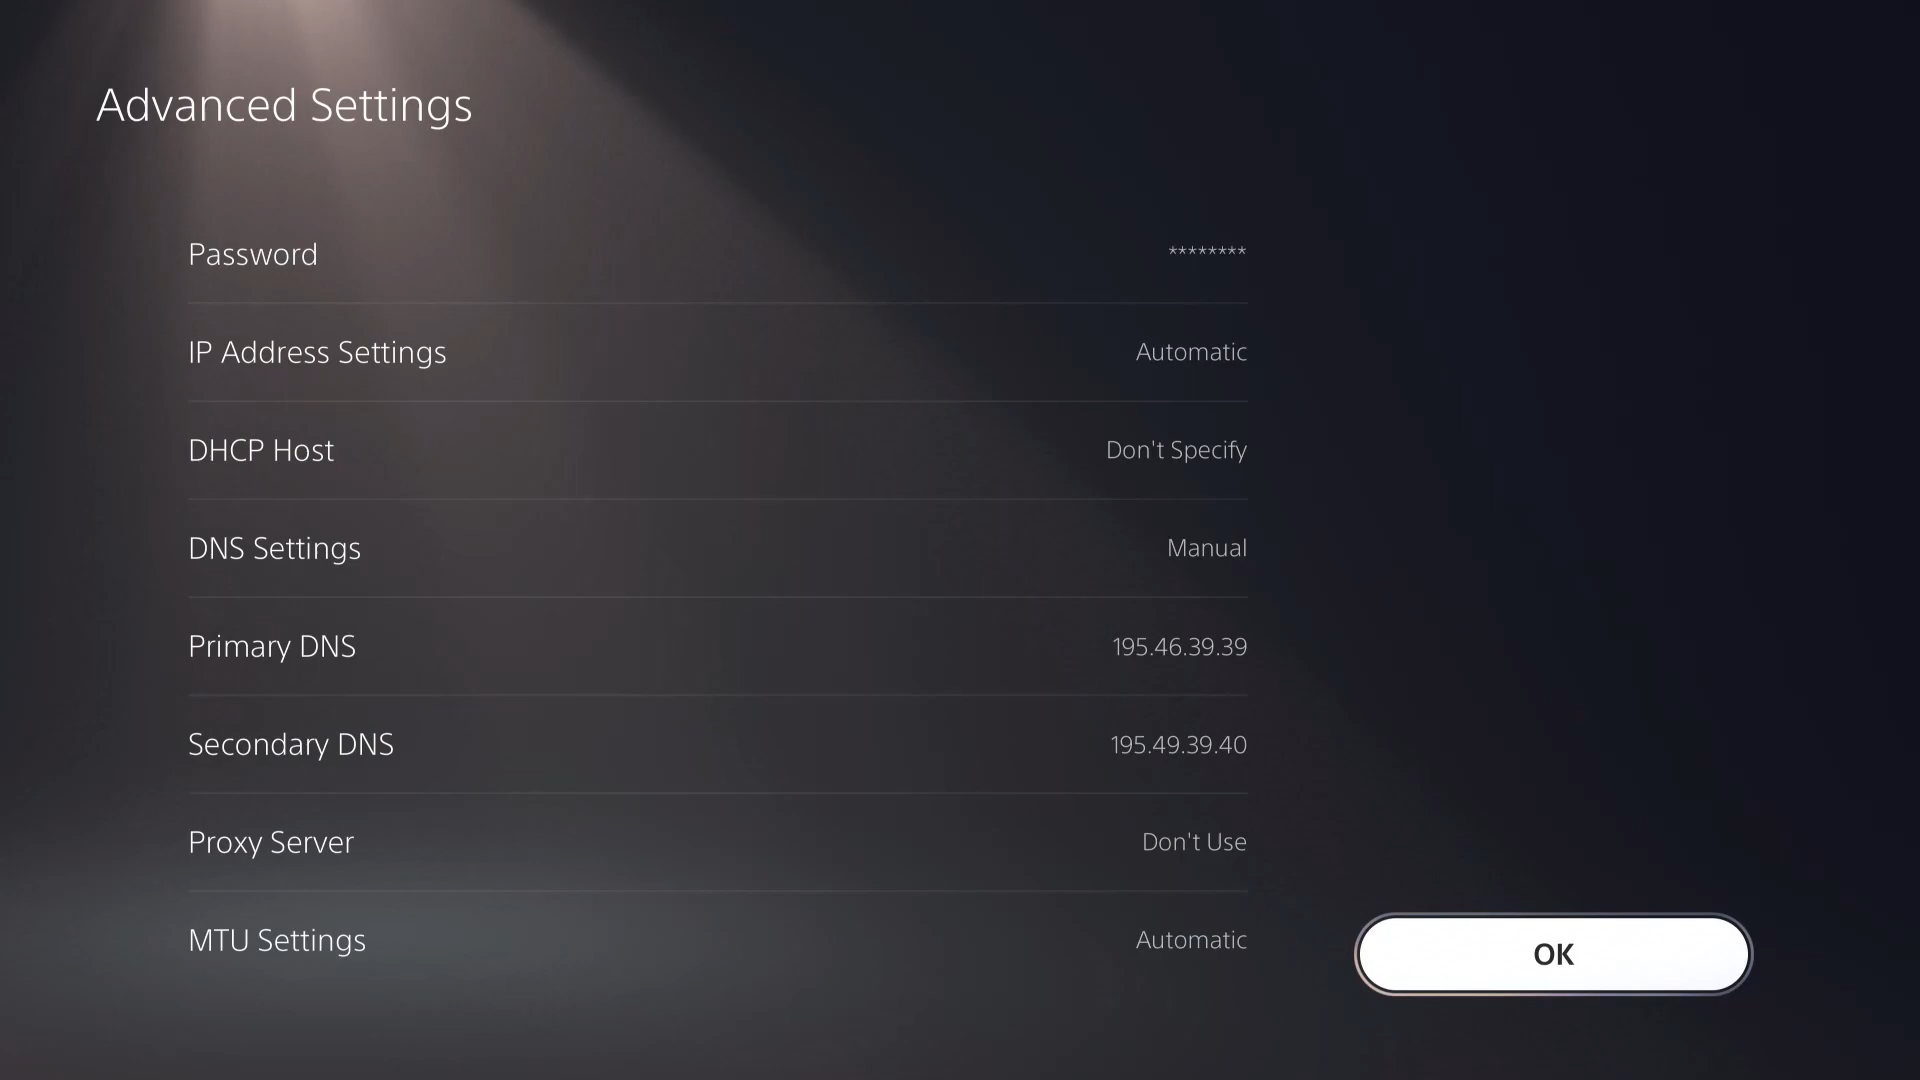 Advanced Settings
Password ********
IP Address Settings Automatic
DHCP Host Don't Specify
DNS Settings Manual
Primary DNS 195.46.39.39
Secondary DNS 195.49.39.40
Proxy Server Don't Use
MTU Settings Automatic
OK